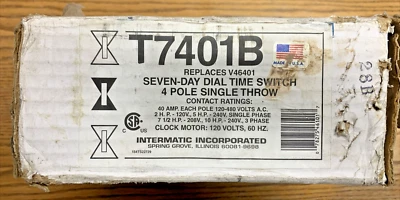 T7401B
MADE IN U.S.A.
REPLACES V46401
SEVEN-DAY DIAL TIME SWITCH
4 POLE SINGLE THROW
CONTACT RATINGS:
40 AMP. EACH POLE 120-480 VOLTS A.C.
2 H.P. - 120V., 5 H.P. - 240V, SINGLE PHASE
7 1/2 H.P. - 208V., 10 H.P. - 240V, 3 PHASE
CLOCK MOTOR: 120 VOLTS, 60 HZ.
INTERMATIC INCORPORATED
SPRING GROVE, ILLINOIS 60081-9698